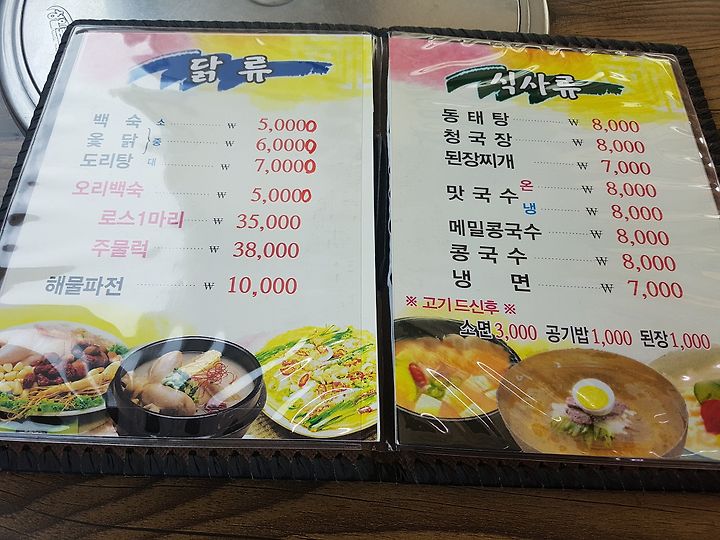 닭 류
백 숙 소 ₩ 5,0000
옻 닭 중 ₩ 6,0000
도리탕 대 ₩ 7,0000
오리백숙 ₩ 5,0000
로스1마리 ₩ 35,000
주물럭 ₩ 38,000
해물파전 ₩ 10,000
식사류
동 태 탕 ₩ 8,000
청 국 장 ₩ 8,000
된장찌개 ₩ 7,000
맛 국 수 온 ₩ 8,000
냉 ₩ 8,000
메밀콩국수 ₩ 8,000
콩 국 수 ₩ 8,000
냉 면 ₩ 7,000
※ 고기 드신후 ※
소면 3,000 공기밥 1,000 된장 1,000